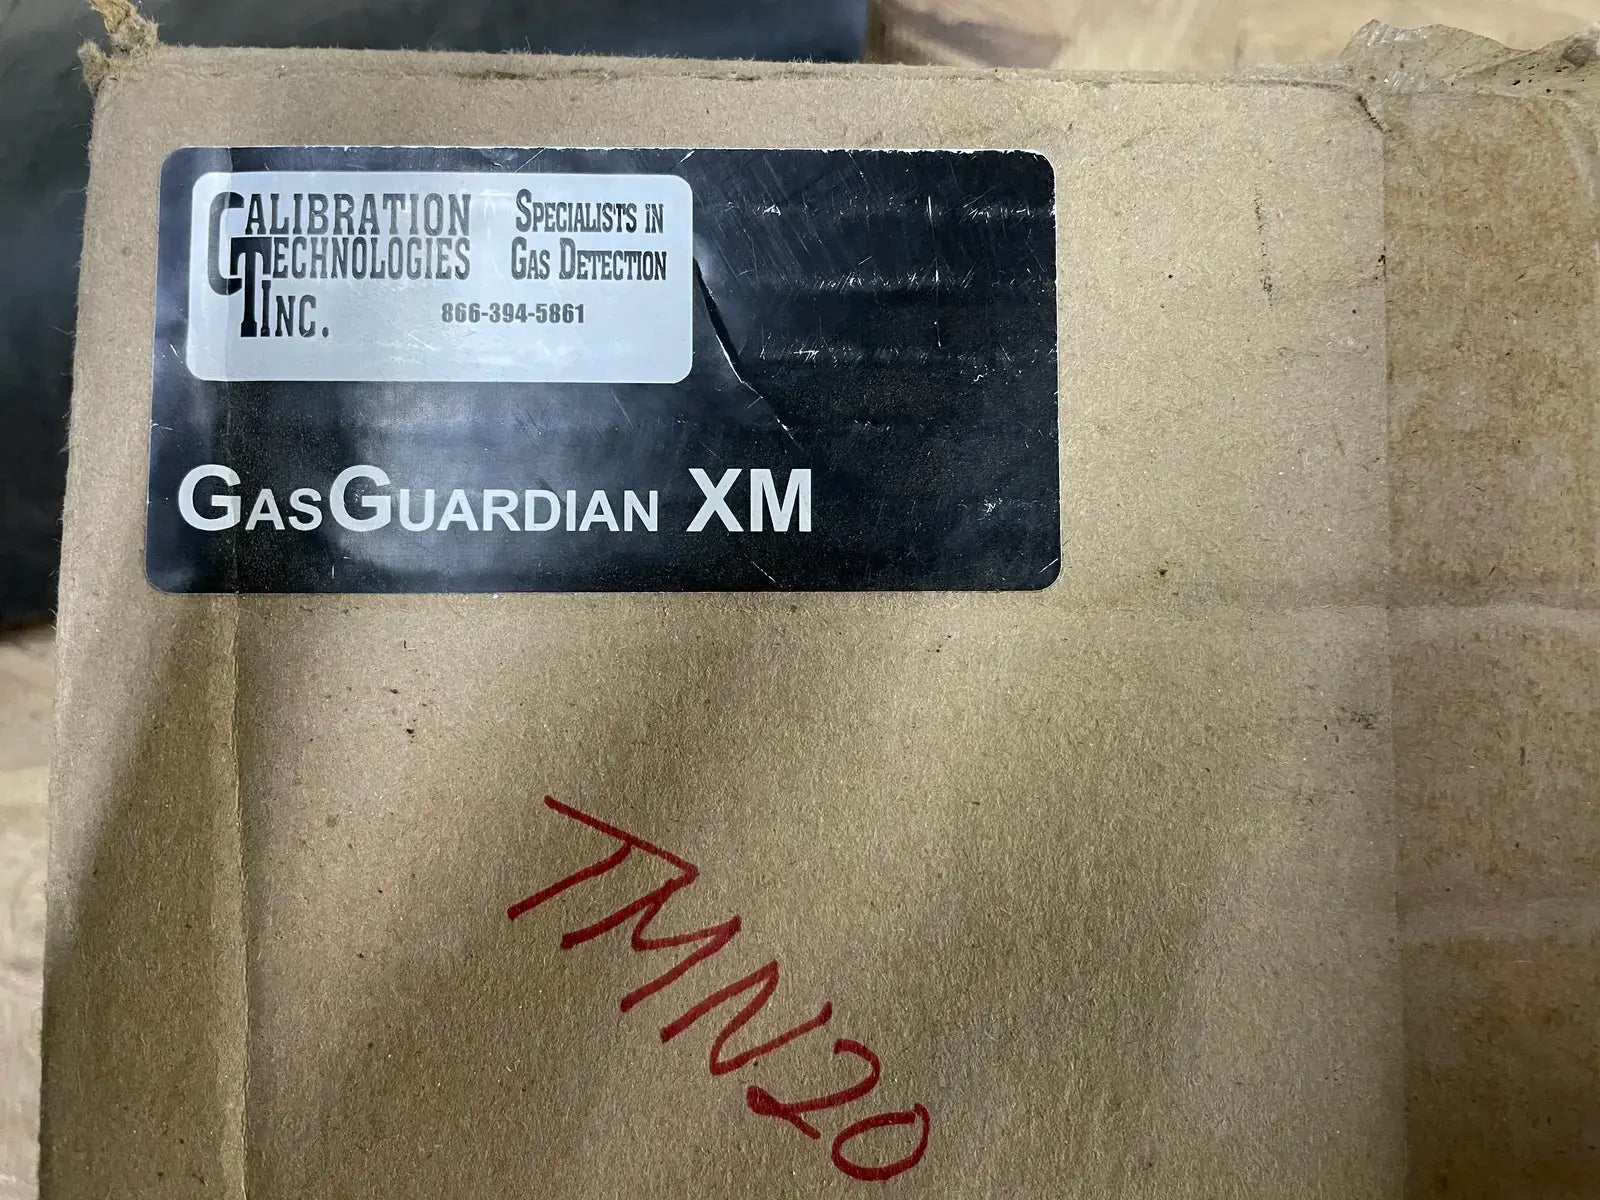 CALIBRATION
TECHNOLOGIES
INC.
SPECIALISTS IN
GAS DETECTION
866-394-5861
GASGUARDIAN XM
TMN20